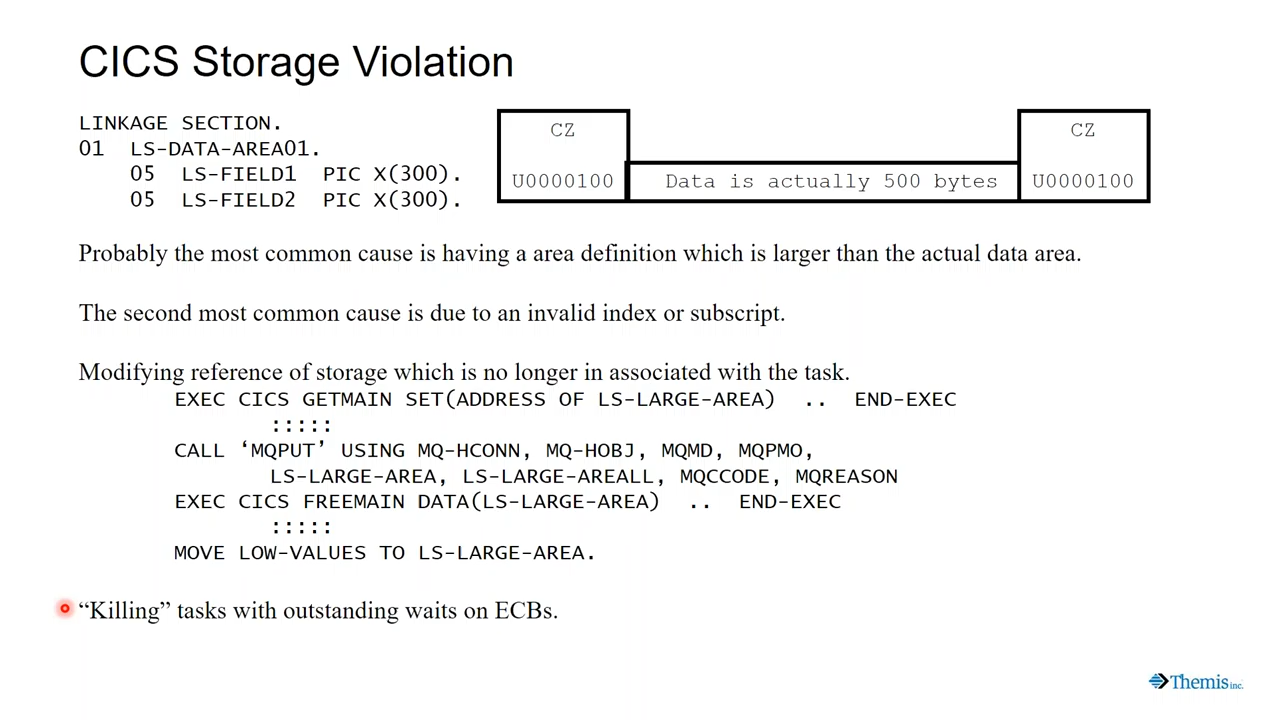 CICS Storage Violation
LINKAGE SECTION.
01 LS-DATA-AREA01.
05 LS-FIELD1 PIC X(300).
05 LS-FIELD2 PIC X(300).
CZ
U0000100
Data is actually 500 bytes
CZ
U0000100
Probably the most common cause is having a area definition which is larger than the actual data area.
The second most common cause is due to an invalid index or subscript.
Modifying reference of storage which is no longer in associated with the task.
EXEC CICS GETMAIN SET(ADDRESS OF LS-LARGE-AREA) .. END-EXEC
:::::
CALL ‘MQPUT’ USING MQ-HCONN, MQ-HOBJ, MQMD, MQPMO,
LS-LARGE-AREA, LS-LARGE-AREALL, MQCCODE, MQREASON
EXEC CICS FREEMAIN DATA(LS-LARGE-AREA) .. END-EXEC
:::::
MOVE LOW-VALUES TO LS-LARGE-AREA.
“Killing” tasks with outstanding waits on ECBs.
Themis inc.